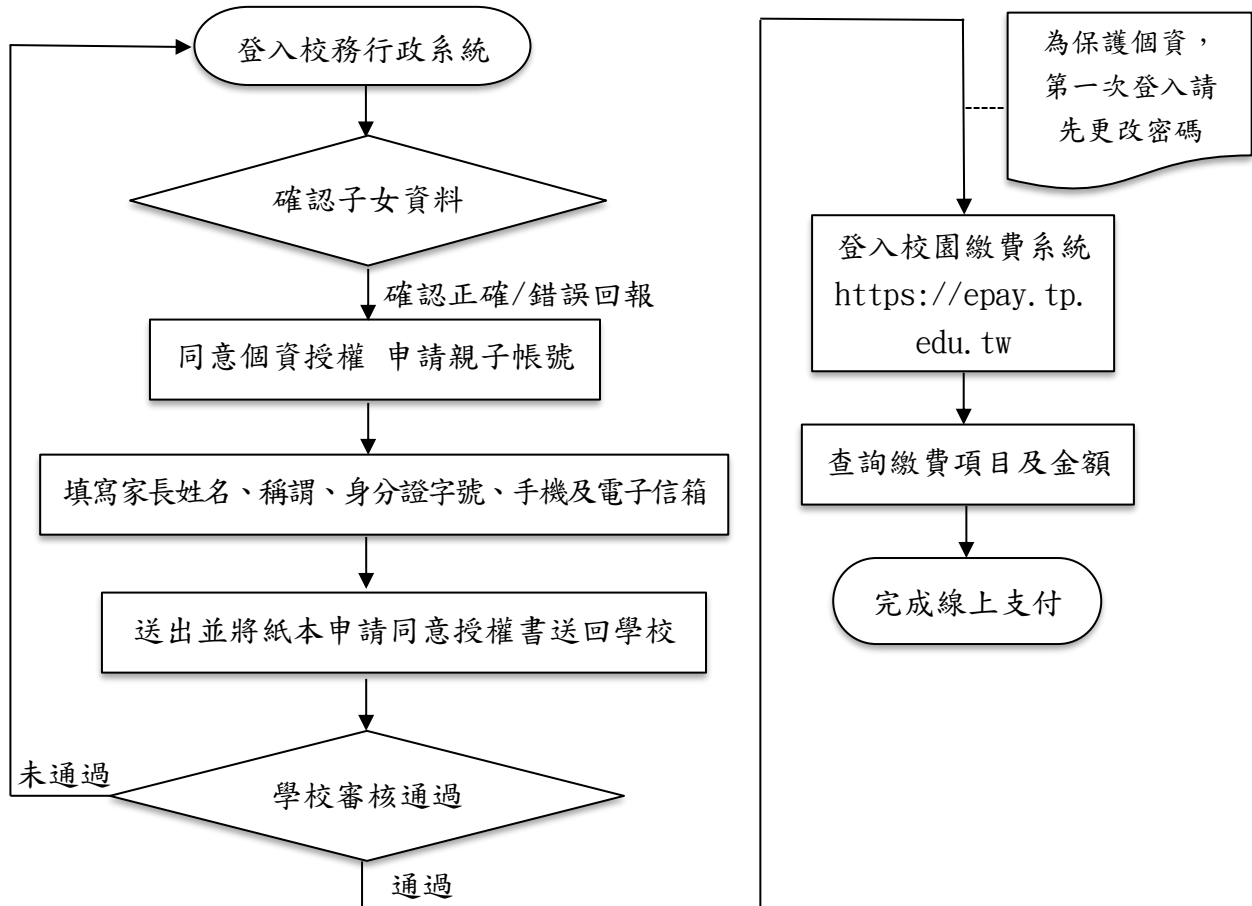 登入校務行政系統
確認子女資料
確認正確/錯誤回報
同意個資授權 申請親子帳號
填寫家長姓名、稱謂、身分證字號、手機及電子信箱
送出並將紙本申請同意授權書送回學校
未通過
學校審核通過
通過
為保護個資，
第一次登入請
先更改密碼
登入校園繳費系統
https://epay.tp.
edu.tw
查詢繳費項目及金額
完成線上支付